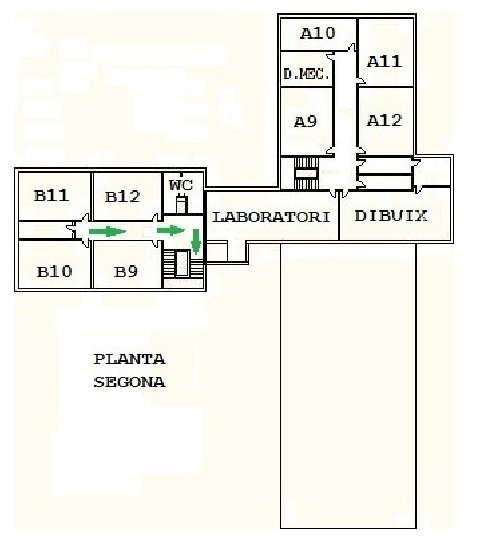 A10
A11
D.MEC.
A9
A12
B11
B12
WC
LABORATORI
DIBUIX
B10
B9
PLANTA
SEGONA